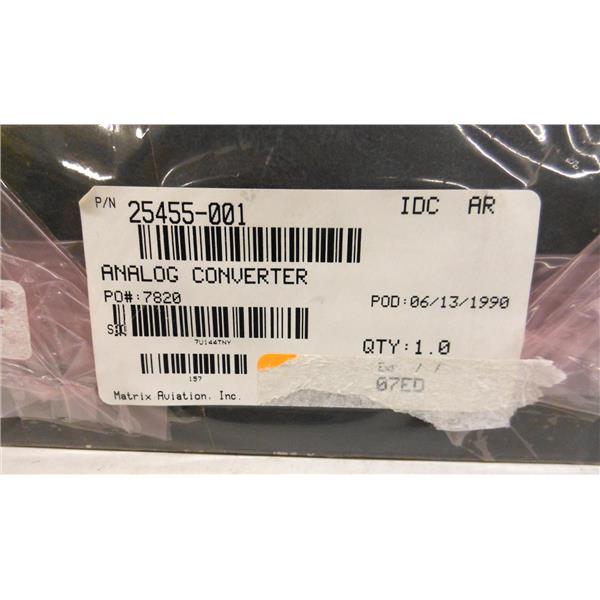 P/N 25455-001 IDC AR
ANALOG CONVERTER
PO#:7820 POD:06/13/1990
7U144TNY
QTY:1.0
157
07ED
Matrix Aviation, Inc.